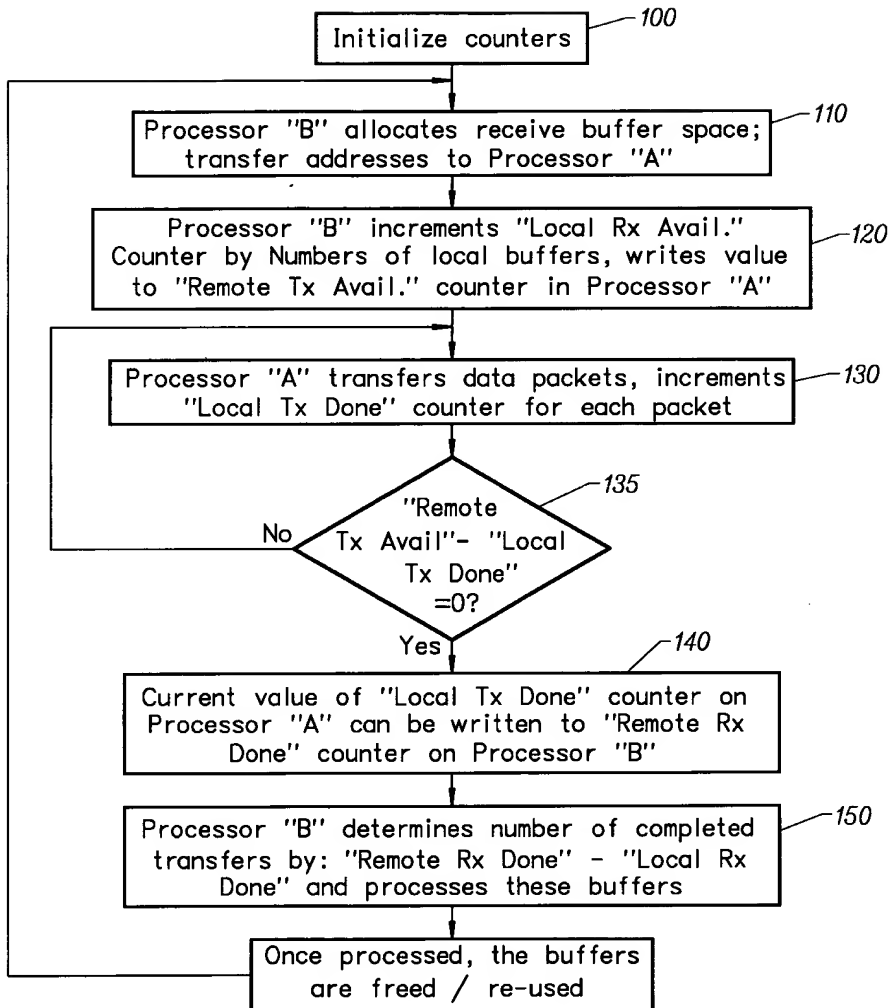 Initialize counters
100
Processor "B" allocates receive buffer space;
transfer addresses to Processor "A"
110
Processor "B" increments "Local Rx Avail."
Counter by Numbers of local buffers, writes value
to "Remote Tx Avail." counter in Processor "A"
120
Processor "A" transfers data packets, increments
"Local Tx Done" counter for each packet
130
"Remote
Tx Avail"- "Local
Tx Done"
=0?
135
No
Yes
140
Current value of "Local Tx Done" counter on
Processor "A" can be written to "Remote Rx
Done" counter on Processor "B"
150
Processor "B" determines number of completed
transfers by: "Remote Rx Done" - "Local Rx
Done" and processes these buffers
Once processed, the buffers
are freed / re-used